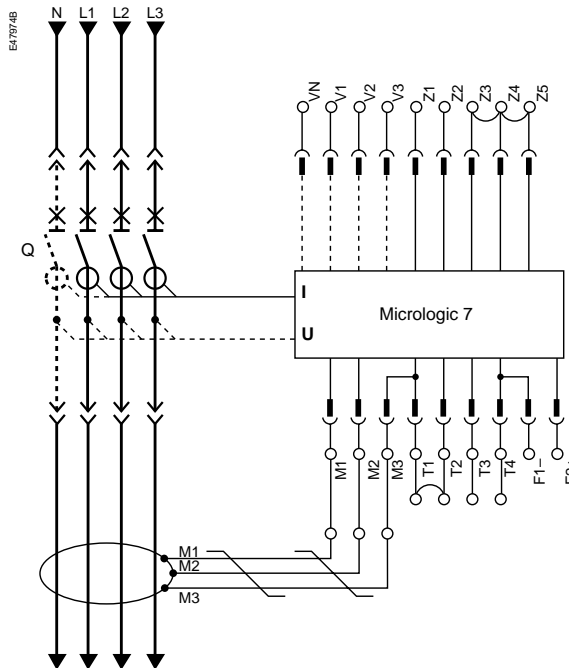 E47974B
N L1 L2 L3
VN V1 V2 V3 Z1 Z2 Z3 Z4 Z5
Q
I
U
Micrologic 7
M1 M2 M3 T1 T2 T3 T4 F1–
M1
M2
M3